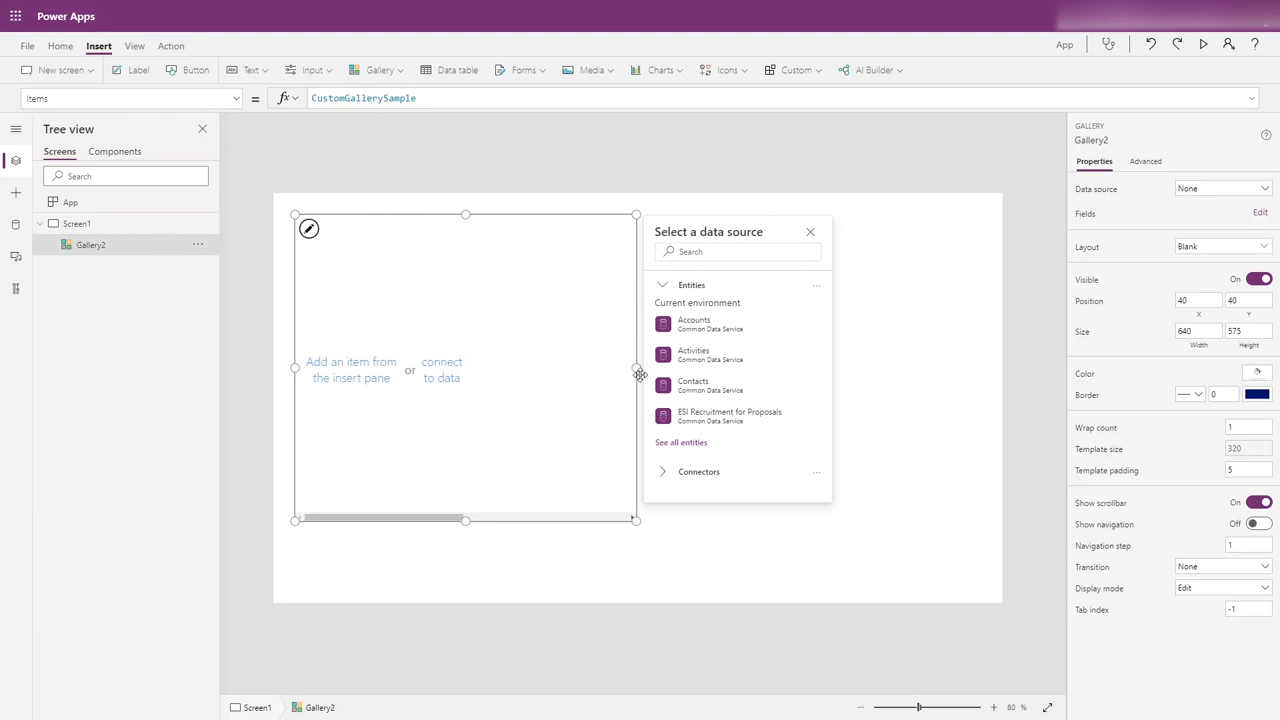 Power Apps
File Home Insert View Action
App
New screen Label Button Text Input Gallery Data table Forms Media Charts Icons Custom AI Builder
Items = fx CustomGallerySample
Tree view
Screens Components
Search
App
Screen1
Gallery2
Add an item from
the insert pane
or
connect
to data
Select a data source
Search
Entities
Current environment
Accounts
Common Data Service
Activities
Common Data Service
Contacts
Common Data Service
ESI Recruitment for Proposals
Common Data Service
See all entities
Connectors
GALLERY
Gallery2
Properties Advanced
Data source None
Fields Edit
Layout Blank
Visible On
Position 40 40
X Y
Size 640 575
Width Height
Color
Border 0
Wrap count 1
Template size 320
Template padding 5
Show scrollbar On
Show navigation Off
Navigation step 1
Transition None
Display mode Edit
Tab index -1
Screen1 Gallery2
80 %